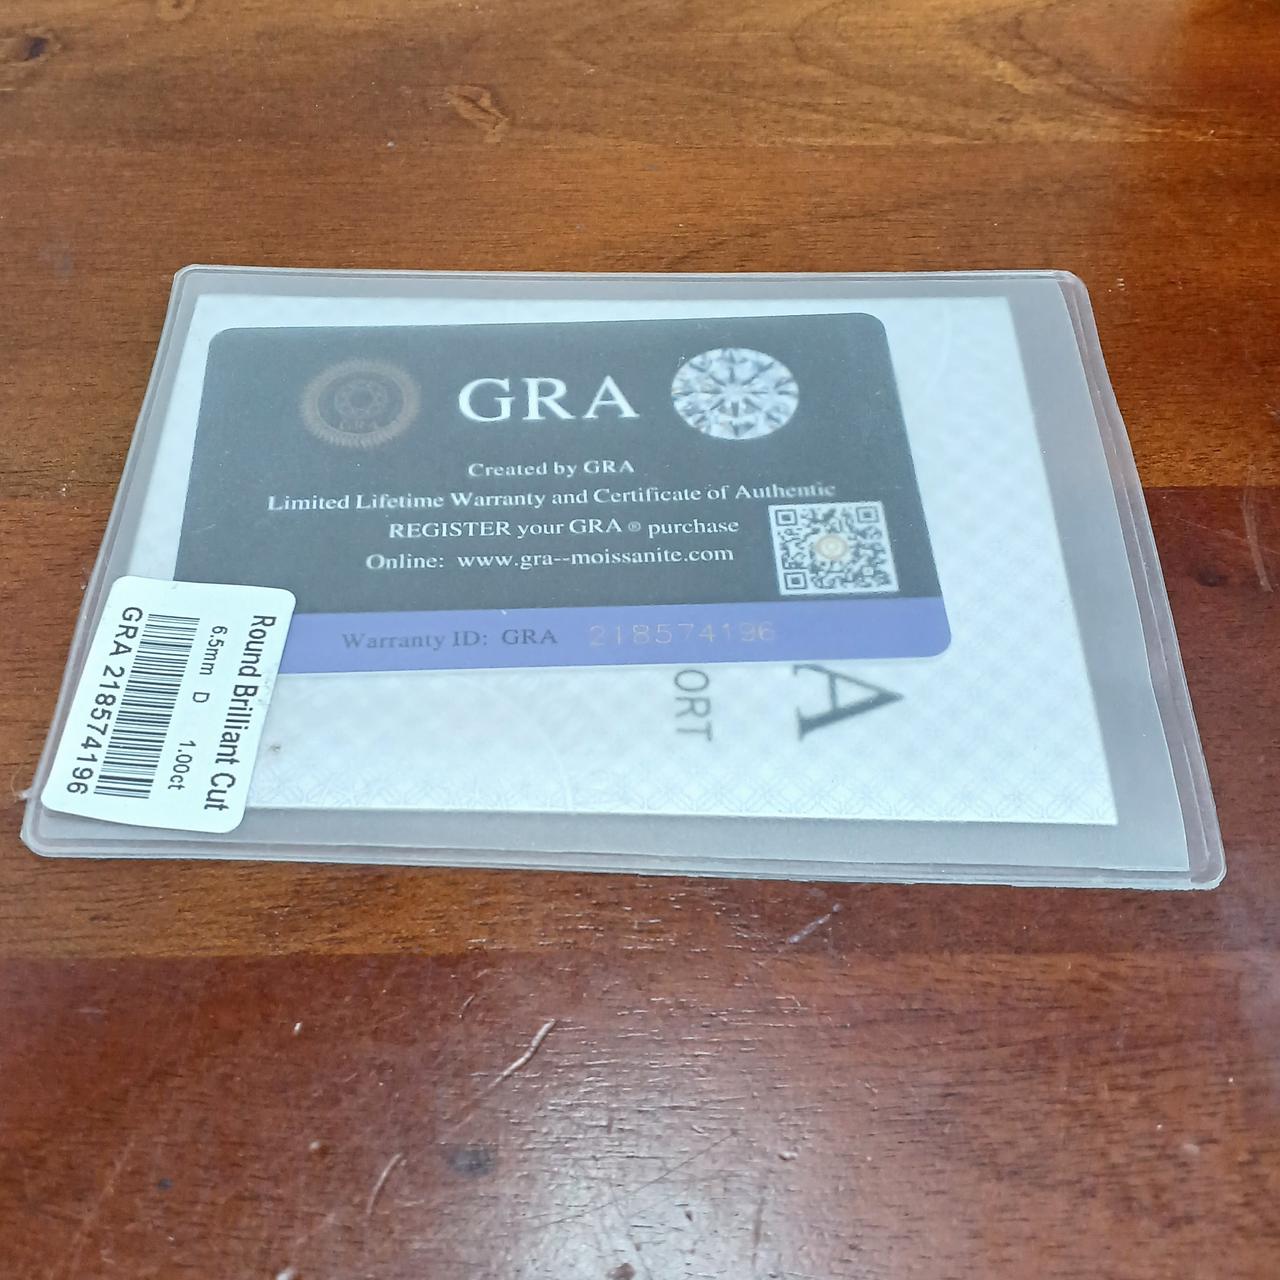 GRA
GRA
Created by GRA
Limited Lifetime Warranty and Certificate of Authentic
REGISTER your GRA ® purchase
Online: www.gra--moissanite.com
Warranty ID: GRA 218574196
Round Brilliant Cut
6.5mm D 1.00ct
GRA 218574196
A
ORT